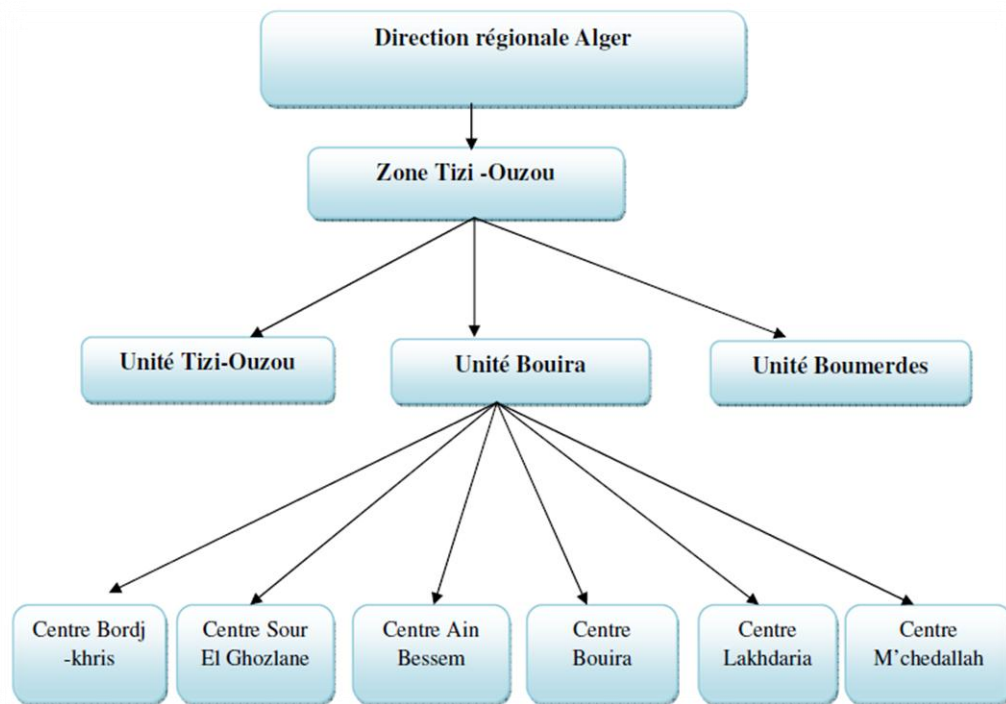 Direction régionale Alger
Zone Tizi -Ouzou
Unité Tizi-Ouzou
Unité Bouira
Unité Boumerdes
Centre Bordj
-khris
Centre Sour
El Ghozlane
Centre Ain
Bessem
Centre
Bouira
Centre
Lakhdaria
Centre
M'chedallah